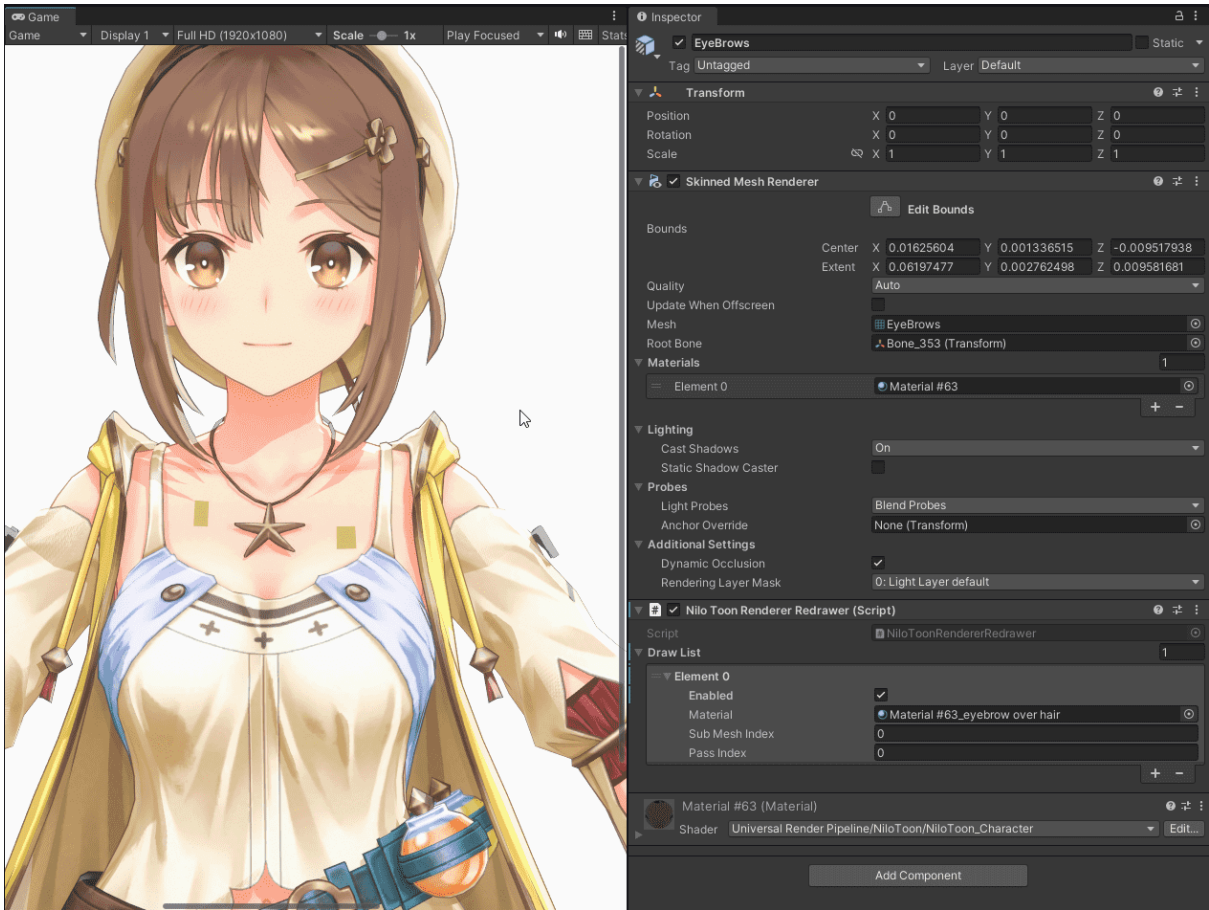 Game
Game Display 1 Full HD (1920x1080) Scale 1x Play Focused Stats
Inspector
EyeBrows Static
Tag Untagged Layer Default
Transform
Position X 0 Y 0 Z 0
Rotation X 0 Y 0 Z 0
Scale X 1 Y 1 Z 1
Skinned Mesh Renderer
Edit Bounds
Bounds
Center X 0.01625604 Y 0.001336515 Z -0.009517938
Extent X 0.06197477 Y 0.002762498 Z 0.009581681
Quality Auto
Update When Offscreen
Mesh EyeBrows
Root Bone Bone_353 (Transform)
Materials 1
Element 0 Material #63
+ −
Lighting
Cast Shadows On
Static Shadow Caster
Probes
Light Probes Blend Probes
Anchor Override None (Transform)
Additional Settings
Dynamic Occlusion
Rendering Layer Mask 0: Light Layer default
# Nilo Toon Renderer Redrawer (Script)
Script NiloToonRendererRedrawer
Draw List 1
Element 0
Enabled
Material Material #63_eyebrow over hair
Sub Mesh Index 0
Pass Index 0
+ −
Material #63 (Material)
Shader Universal Render Pipeline/NiloToon/NiloToon_Character Edit...
Add Component